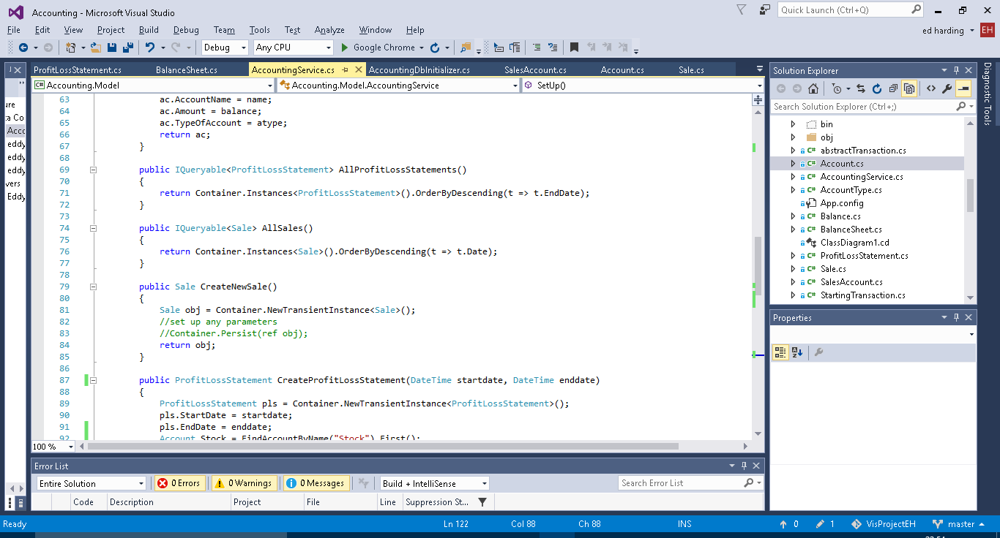 Accounting - Microsoft Visual Studio
Quick Launch (Ctrl+Q)
File Edit View Project Build Debug Team Tools Test Analyze Window Help
ed harding EH
Debug Any CPU Google Chrome
ProfitLossStatement.cs BalanceSheet.cs AccountingService.cs AccountingDbInitializer.cs SalesAccount.cs Account.cs Sale.cs
Accounting.Model Accounting.Model.AccountingService SetUp()
63 ac.AccountName = name;
64 ac.Amount = balance;
65 ac.TypeOfAccount = atype;
66 return ac;
67 }
68
69 public IQueryable<ProfitLossStatement> AllProfitLossStatements()
70 {
71 return Container.Instances<ProfitLossStatement>().OrderByDescending(t => t.EndDate);
72 }
73
74 public IQueryable<Sale> AllSales()
75 {
76 return Container.Instances<Sale>().OrderByDescending(t => t.Date);
77 }
78
79 public Sale CreateNewSale()
80 {
81 Sale obj = Container.NewTransientInstance<Sale>();
82 //set up any parameters
83 //Container.Persist(ref obj);
84 return obj;
85 }
86
87 public ProfitLossStatement CreateProfitLossStatement(DateTime startdate, DateTime enddate)
88 {
89 ProfitLossStatement pls = Container.NewTransientInstance<ProfitLossStatement>();
90 pls.StartDate = startdate;
91 pls.EndDate = enddate;
92 Account Stock = FindAccountByName("Stock").First();
100 %
ure
ta Co
Acco
eddy
eddy
eddy
vers
Eddy
Error List
Entire Solution 0 Errors 0 Warnings 0 Messages Build + IntelliSense Search Error List
Code Description Project File Line Suppression St...
Solution Explorer
Search Solution Explorer (Ctrl+;)
bin
obj
C# abstractTransaction.cs
C# Account.cs
C# AccountingService.cs
C# AccountType.cs
App.config
C# Balance.cs
C# BalanceSheet.cs
ClassDiagram1.cd
C# ProfitLossStatement.cs
C# Sale.cs
C# SalesAccount.cs
C# StartingTransaction.cs
Properties
Diagnostic Tools
Ready Ln 122 Col 88 Ch 88 INS 0 1 VisProjectEH master